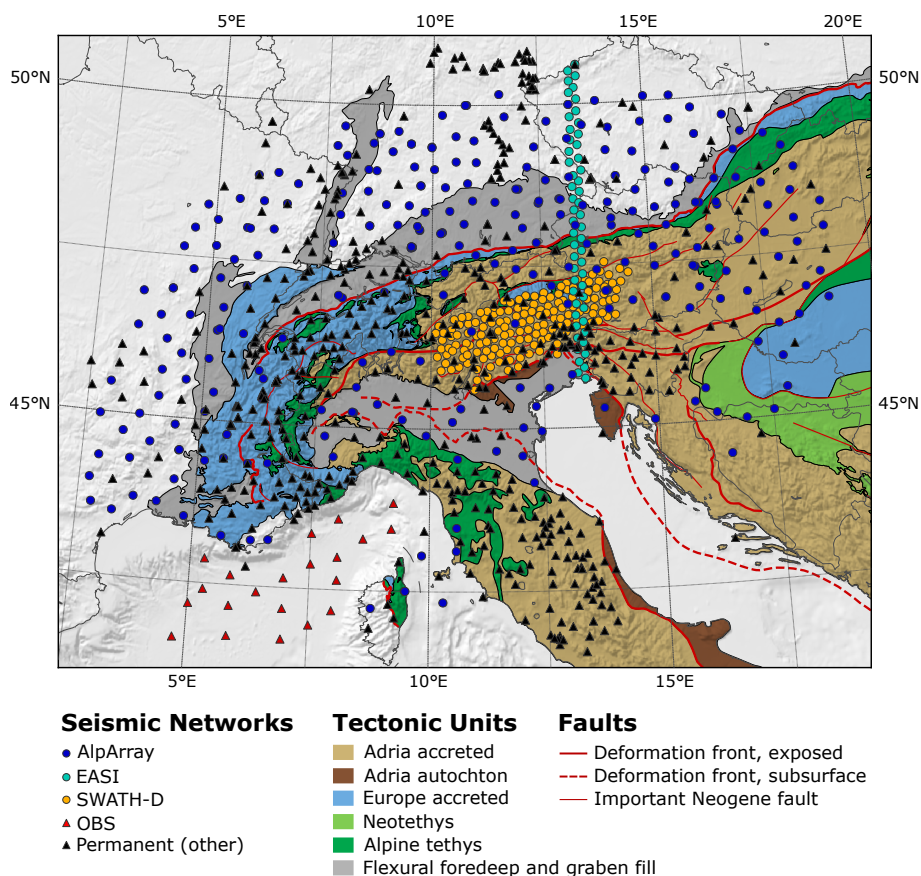 5°E 10°E 15°E 20°E
50°N 50°N
45°N 45°N
5°E 10°E 15°E
Seismic Networks
AlpArray
EASI
SWATH-D
OBS
Permanent (other)
Tectonic Units
Adria accreted
Adria autochton
Europe accreted
Neotethys
Alpine tethys
Flexural foredeep and graben fill
Faults
Deformation front, exposed
Deformation front, subsurface
Important Neogene fault